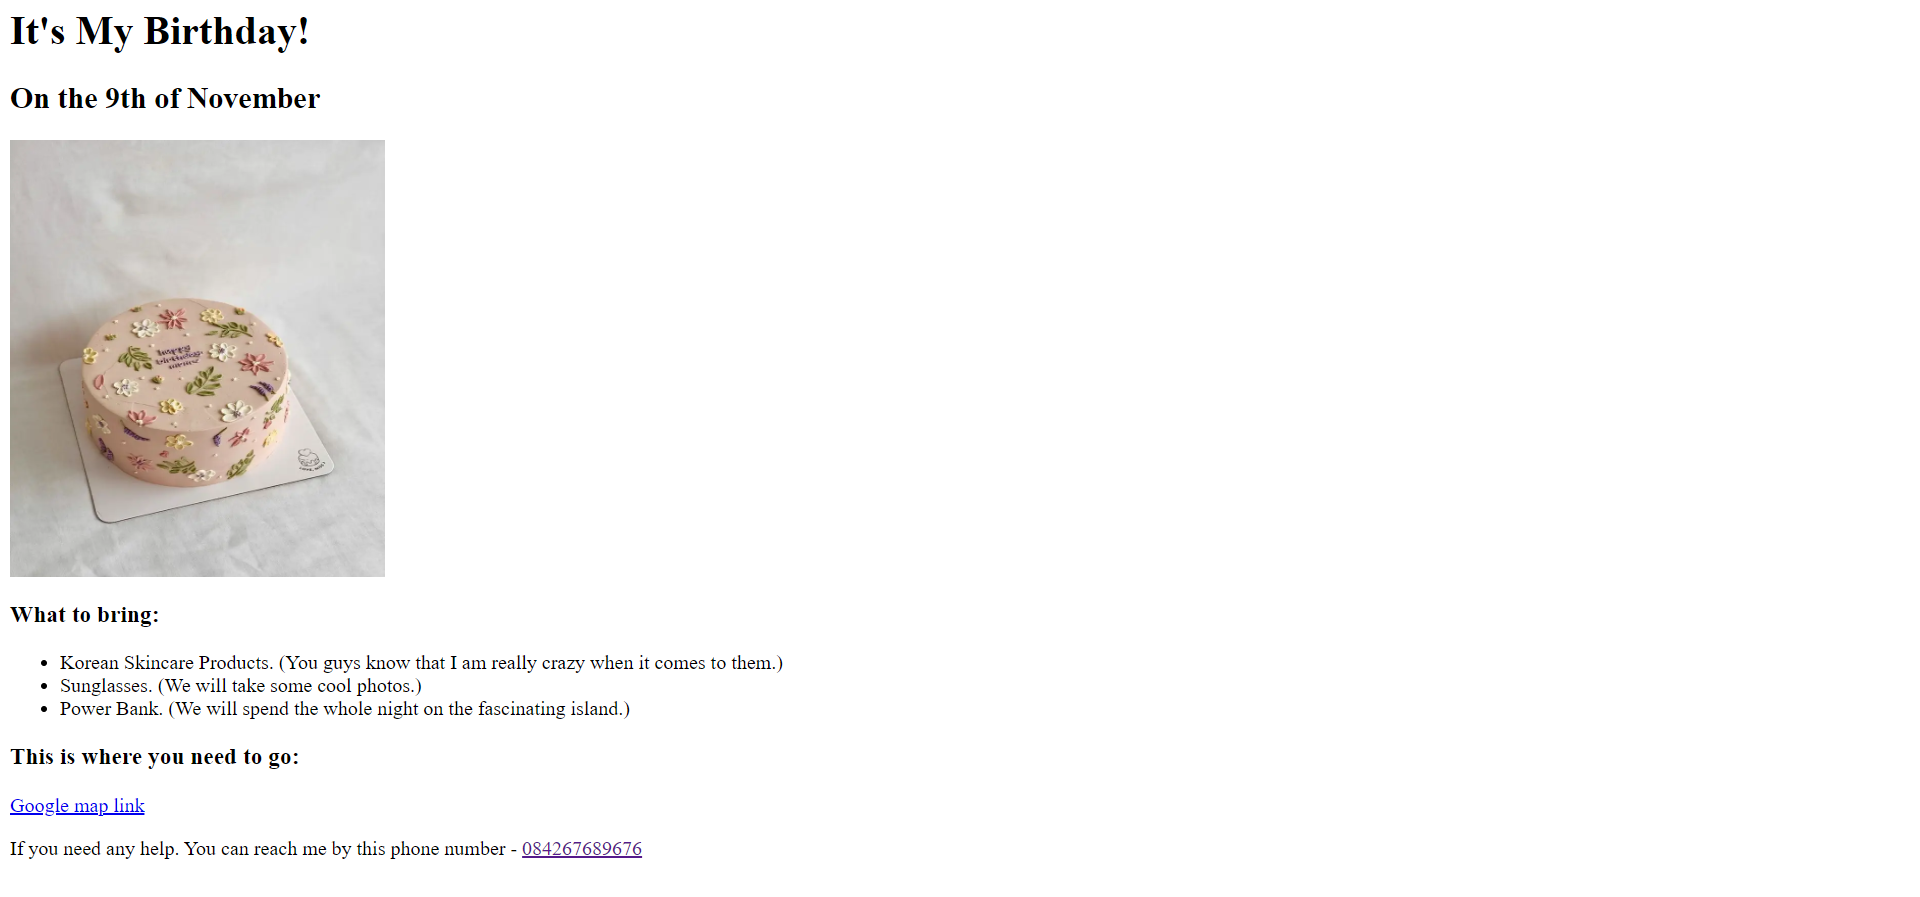 It's My Birthday!
On the 9th of November
happy
birthday
What to bring:
Korean Skincare Products. (You guys know that I am really crazy when it comes to them.)
Sunglasses. (We will take some cool photos.)
Power Bank. (We will spend the whole night on the fascinating island.)
This is where you need to go:
Google map link
If you need any help. You can reach me by this phone number - 084267689676